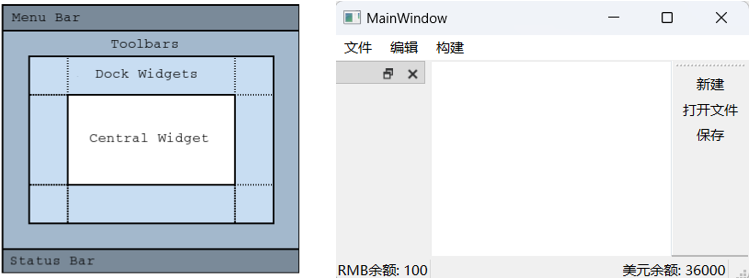 Menu Bar
Toolbars
Dock Widgets
Central Widget
Status Bar
MainWindow
文件 编辑 构建
新建
打开文件
保存
RMB余额: 100 美元余额: 36000